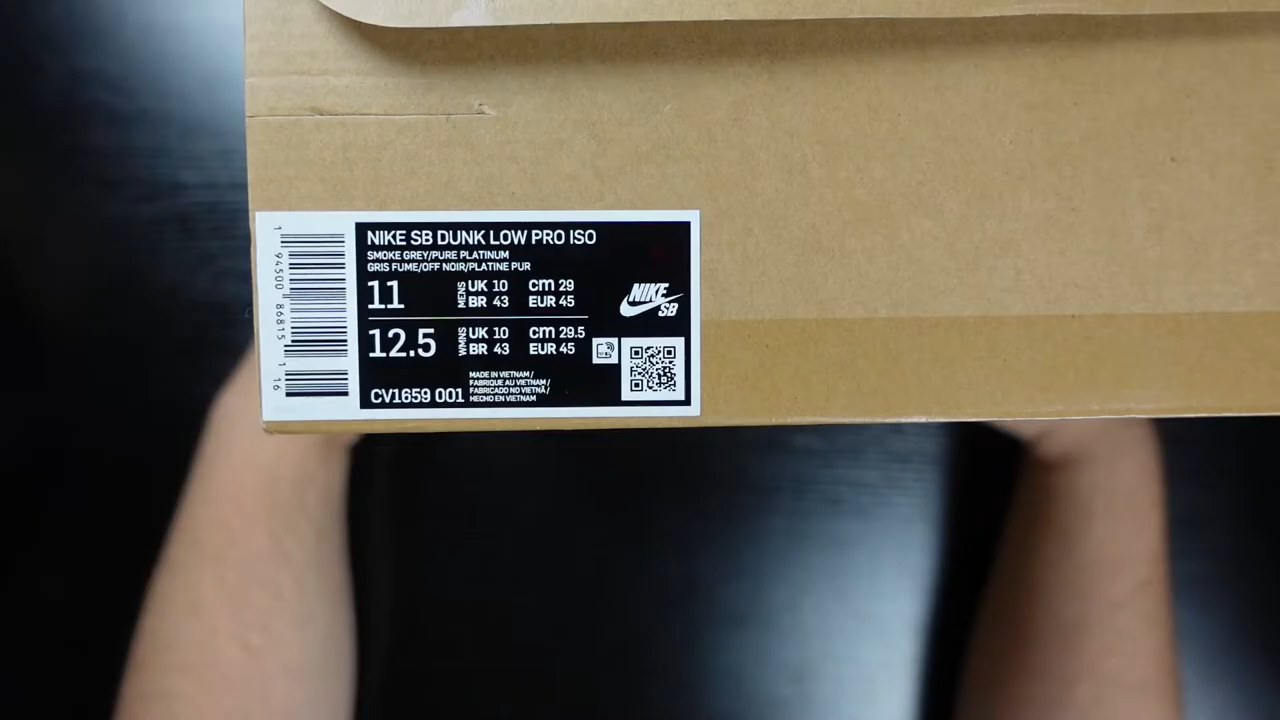 NIKE SB DUNK LOW PRO ISO
SMOKE GREY/PURE PLATINUM
GRIS FUME/OFF NOIR/PLATINE PUR
11 MENS UK 10 cm 29
BR 43 EUR 45
12.5 WMNS UK 10 cm 29.5
BR 43 EUR 45
CV1659 001
MADE IN VIETNAM /
FABRIQUE AU VIETNAM /
FABRICADO NO VIETNÃ /
HECHO EN VIETNAM
NIKE
SB
1 94500 86815 1 16